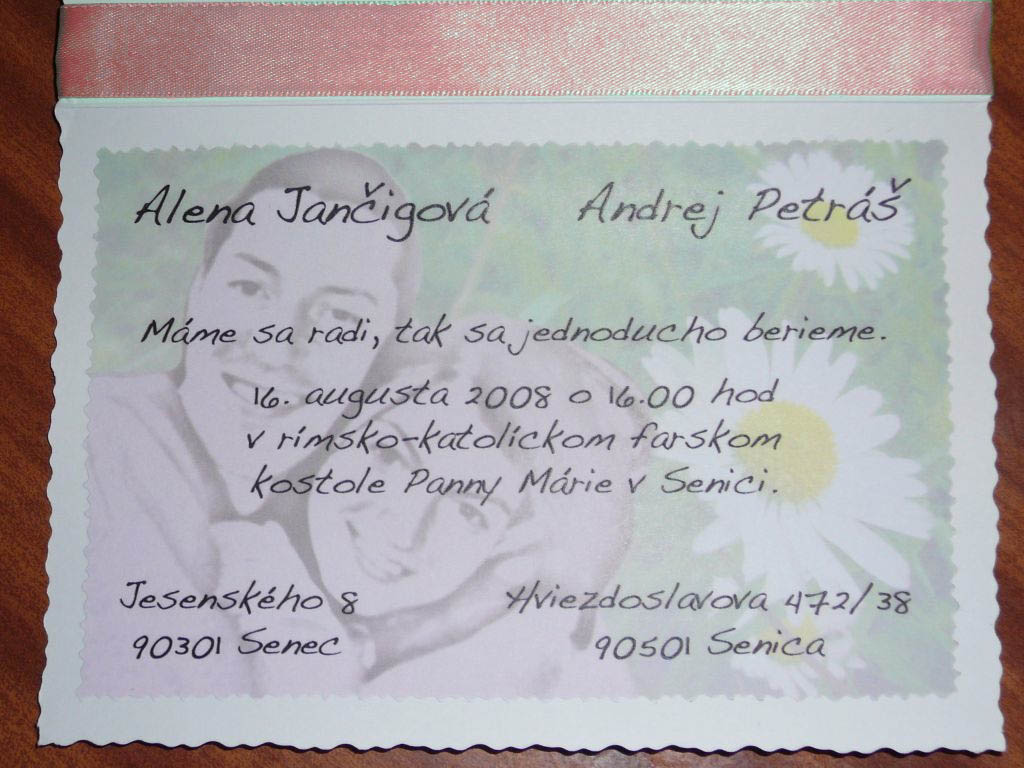 Alena Jančigová Andrej Petráš
Máme sa radi, tak sa jednoducho berieme.
16. augusta 2008 o 16.00 hod
v rímsko-katolíckom farskom
kostole Panny Márie v Senici.
Jesenského 8
90301 Senec
Hviezdoslavova 472/38
90501 Senica